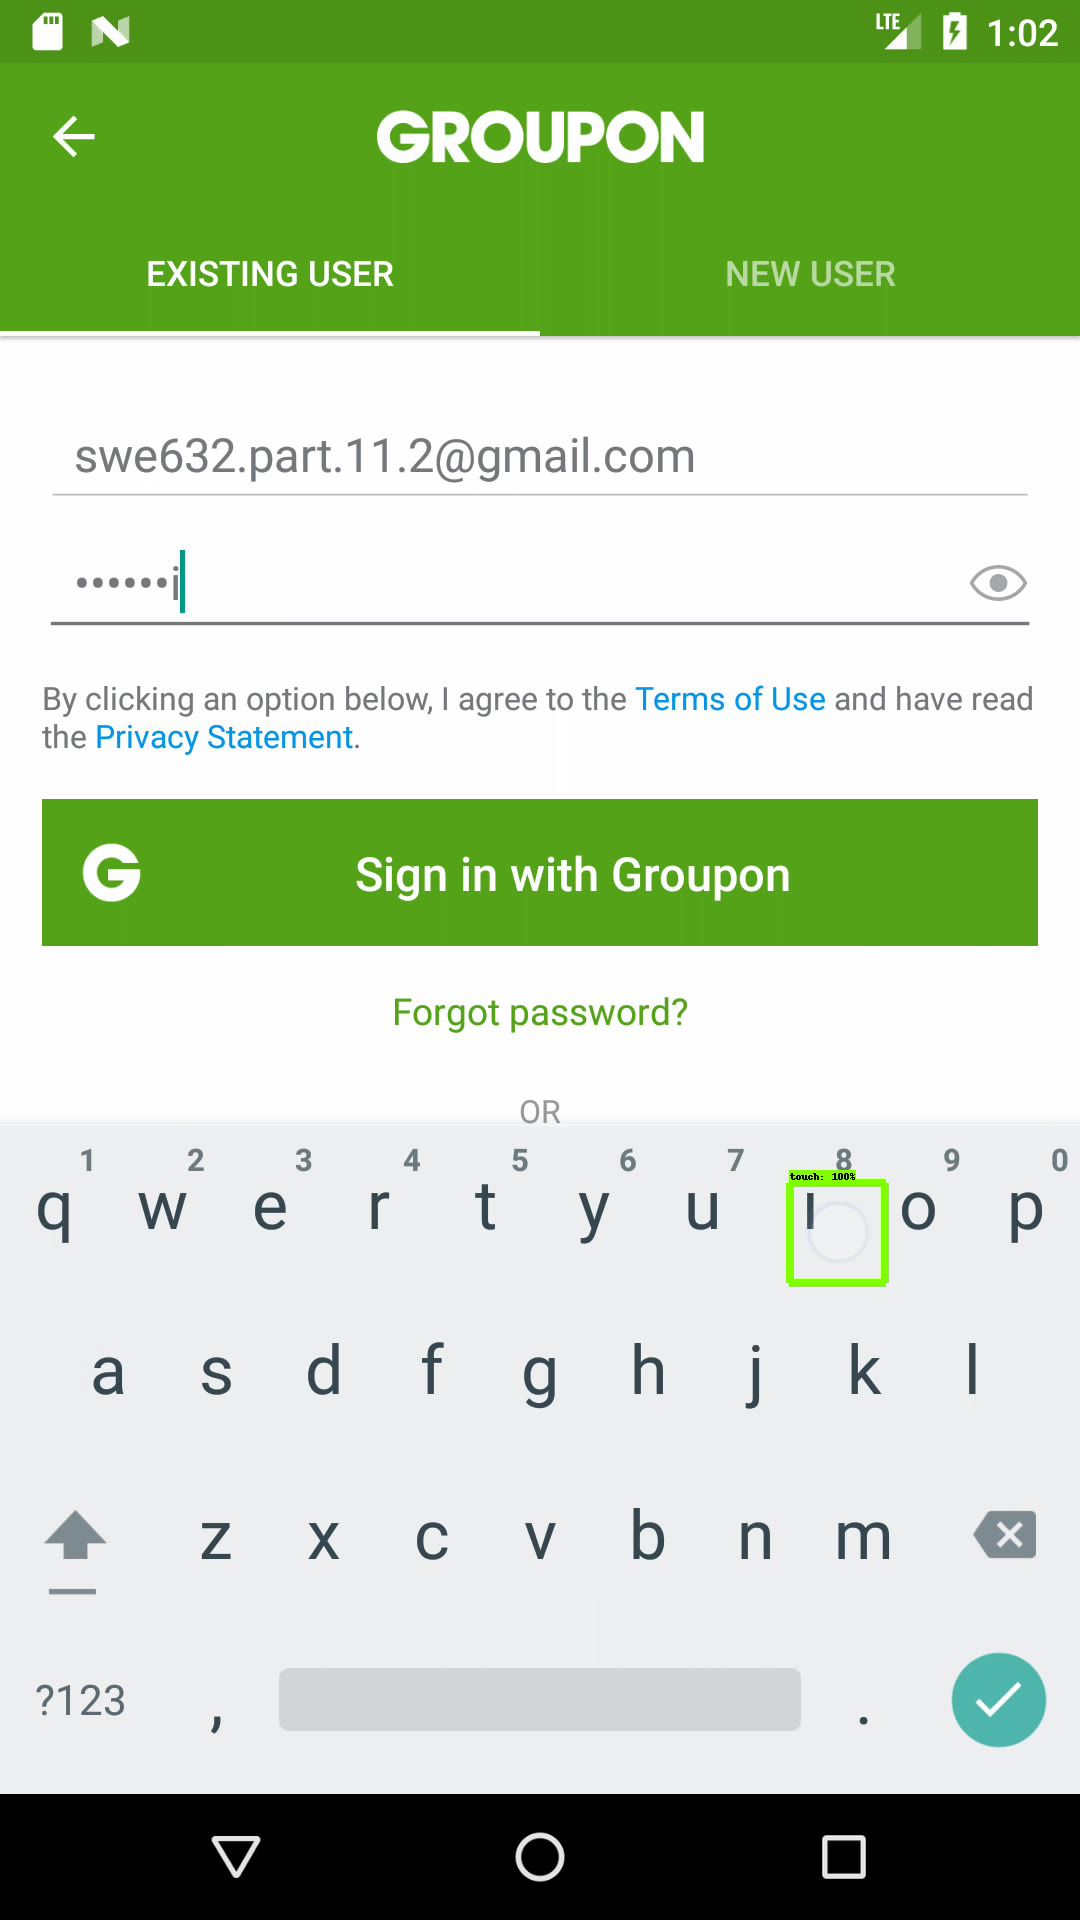 LTE 1:02
GROUPON
EXISTING USER NEW USER
swe632.part.11.2@gmail.com
••••••i
By clicking an option below, I agree to the Terms of Use and have read
the Privacy Statement.
G Sign in with Groupon
Forgot password?
OR
1 2 3 4 5 6 7 8 9 0
touch: 100%
q w e r t y u i o p
a s d f g h j k l
z x c v b n m
?123 , .